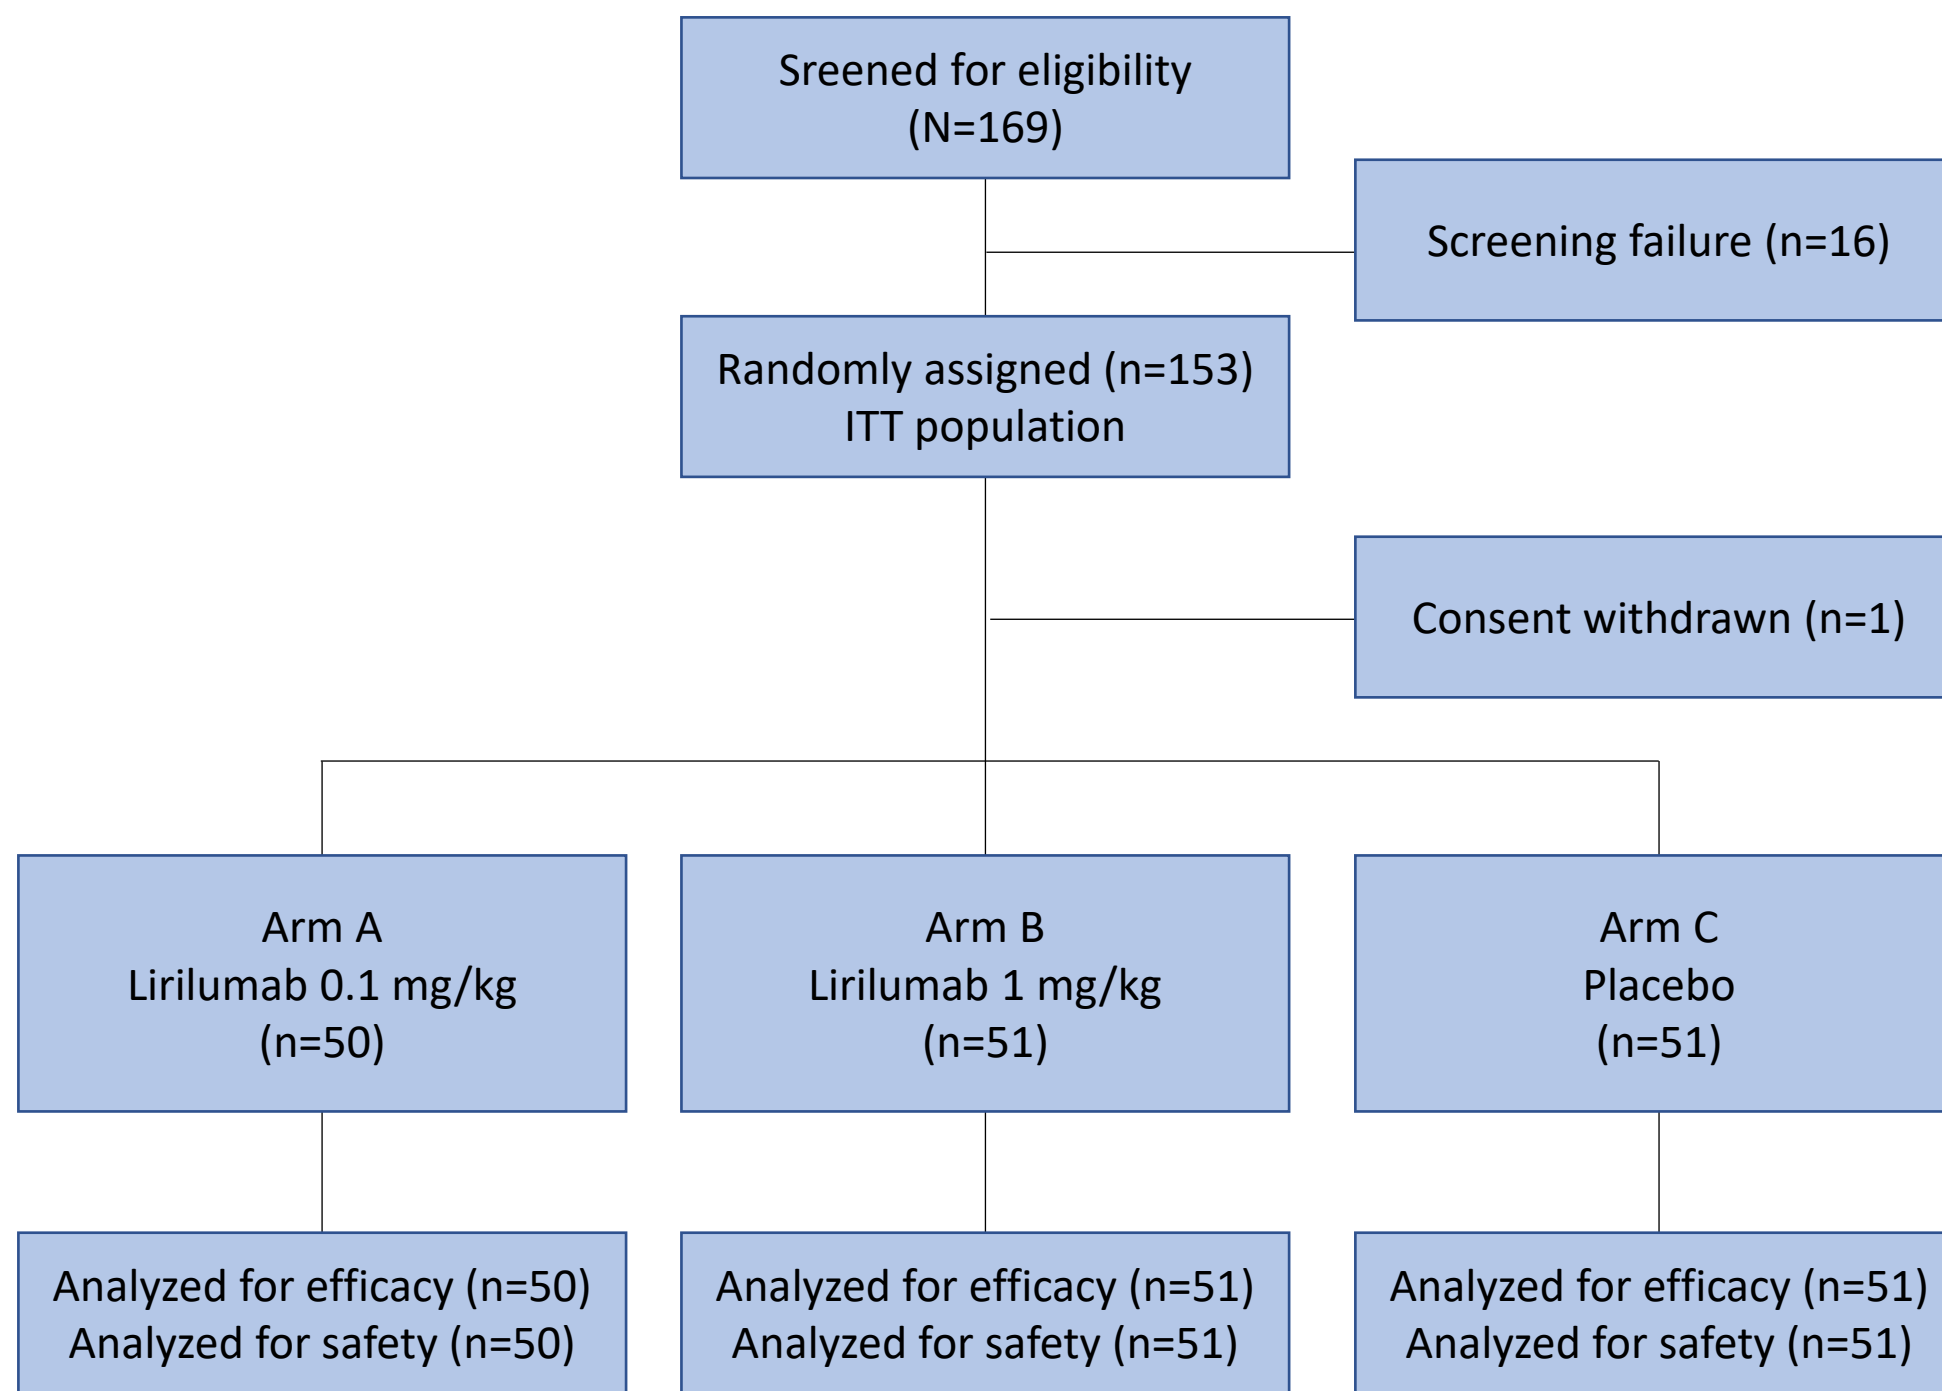 Sreened for eligibility
(N=169)
Screening failure (n=16)
Randomly assigned (n=153)
ITT population
Consent withdrawn (n=1)
Arm A
Lirilumab 0.1 mg/kg
(n=50)
Arm B
Lirilumab 1 mg/kg
(n=51)
Arm C
Placebo
(n=51)
Analyzed for efficacy (n=50)
Analyzed for safety (n=50)
Analyzed for efficacy (n=51)
Analyzed for safety (n=51)
Analyzed for efficacy (n=51)
Analyzed for safety (n=51)